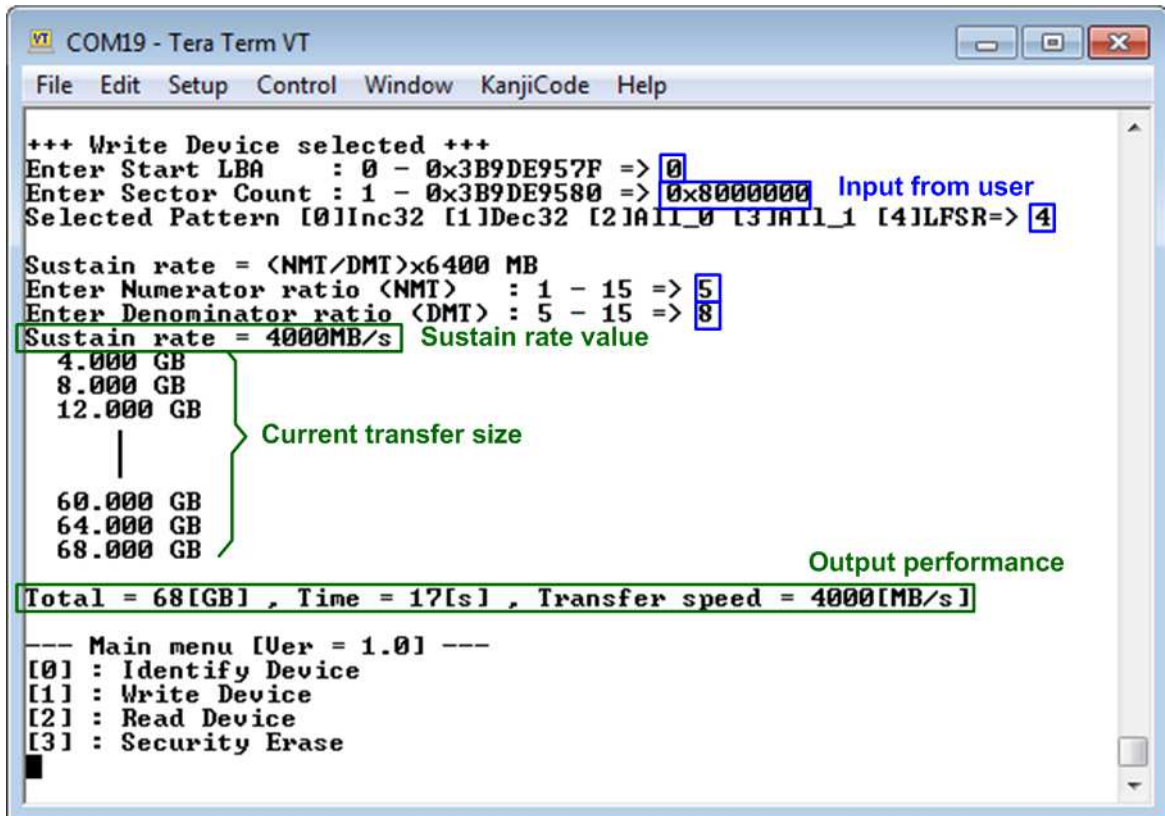 COM19 - Tera Term VT
File Edit Setup Control Window KanjiCode Help
+++ Write Device selected +++
Enter Start LBA : 0 - 0x3B9DE957F => 0
Enter Sector Count : 1 - 0x3B9DE9580 => 0x8000000 Input from user
Selected Pattern [0]Inc32 [1]Dec32 [2]All_0 [3]All_1 [4]LFSR=> 4
Sustain rate = (NMT/DMT)x6400 MB
Enter Numerator ratio (NMT) : 1 - 15 => 5
Enter Denominator ratio (DMT) : 5 - 15 => 8
Sustain rate = 4000MB/s Sustain rate value
4.000 GB
8.000 GB
12.000 GB
Current transfer size
60.000 GB
64.000 GB
68.000 GB
Output performance
Total = 68[GB] , Time = 17[s] , Transfer speed = 4000[MB/s]
--- Main menu [Ver = 1.0] ---
[0] : Identify Device
[1] : Write Device
[2] : Read Device
[3] : Security Erase